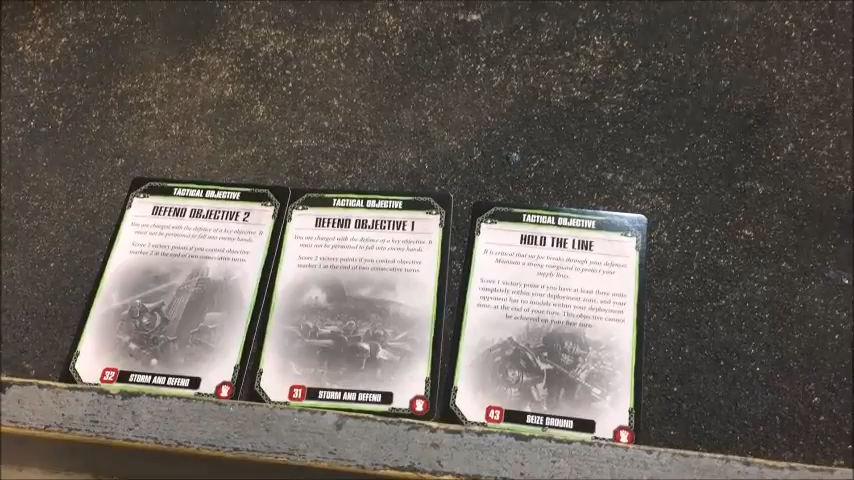 TACTICAL OBJECTIVE
DEFEND OBJECTIVE 2
You are charged with the defence of a key objective. It
must not be permitted to fall into enemy hands.
Score 2 victory points if you control objective
marker 2 at the end of two consecutive turns.
32
STORM AND DEFEND
TACTICAL OBJECTIVE
DEFEND OBJECTIVE 1
You are charged with the defence of a key objective. It
must not be permitted to fall into enemy hands.
Score 2 victory points if you control objective
marker 1 at the end of two consecutive turns.
31
STORM AND DEFEND
TACTICAL OBJECTIVE
HOLD THE LINE
It is critical that no foe breaks through your defences.
Maintain a strong rearguard to protect your
supply lines.
Score 1 victory point if you have at least three units
completely within your deployment zone, and your
opponent has no models within your deployment
zone, at the end of your turn. This objective cannot
be achieved on your first turn.
43
SEIZE GROUND